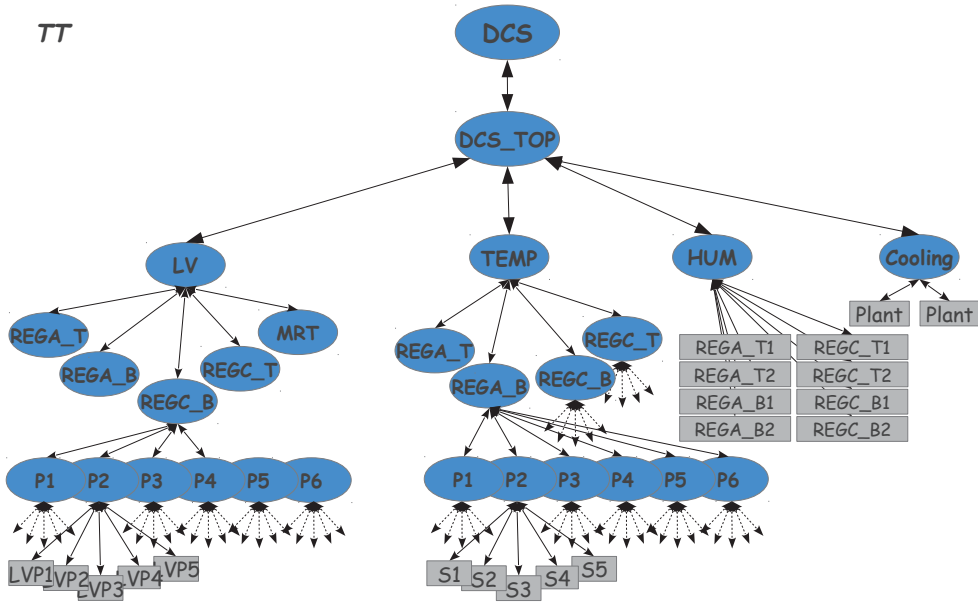 TT
DCS
DCS_TOP
LV
TEMP
HUM
Cooling
Plant
Plant
REGA_T
REGA_B
REGC_B
REGC_T
MRT
REGA_T
REGA_B
REGC_B
REGC_T
REGA_T1
REGC_T1
REGA_T2
REGC_T2
REGA_B1
REGC_B1
REGA_B2
REGC_B2
P1 P2 P3 P4 P5 P6
P1 P2 P3 P4 P5 P6
LVP1
LVP2
LVP3
LVP4
LVP5
S1
S2
S3
S4
S5